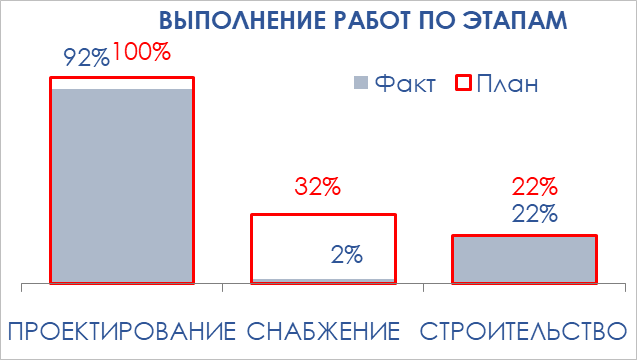 ВЫПОЛНЕНИЕ РАБОТ ПО ЭТАПАМ
92% 100%
Факт План
32%
22%
22%
2%
ПРОЕКТИРОВАНИЕ СНАБЖЕНИЕ СТРОИТЕЛЬСТВО